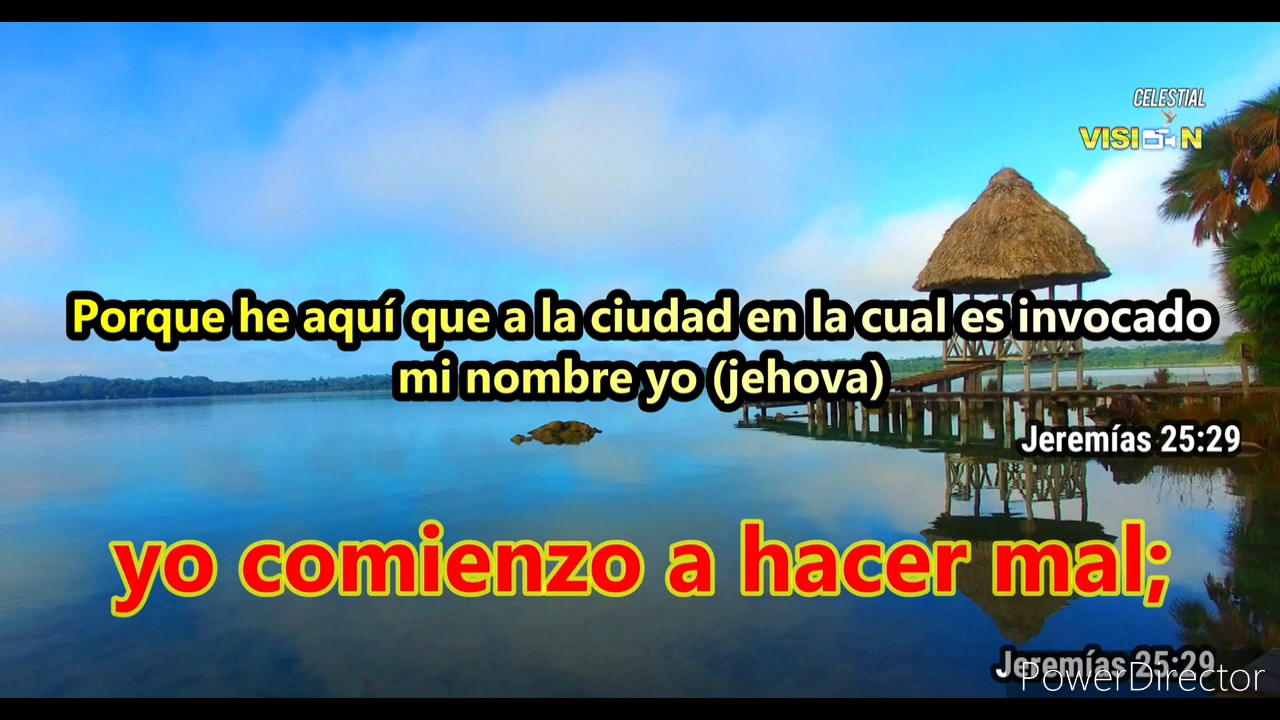 CELESTIAL
VISION
Porque he aquí que a la ciudad en la cual es invocado
mi nombre yo (jehova)
Jeremías 25:29
yo comienzo a hacer mal;
Jeremías 25:29
PowerDirector